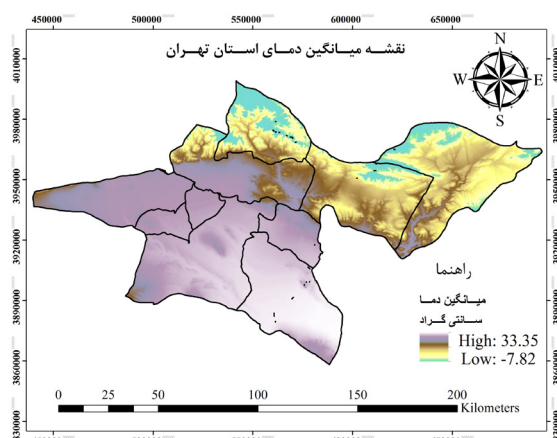 450000 500000 550000 600000 650000
نقشه میانگین دمای استان تهران
N
W E
S
4010000
3980000
3950000
3920000
3890000
3860000
راهنما
میانگین دما
سانتی گراد
High: 33.35
Low: -7.82
0 25 50 100 150 200
Kilometers